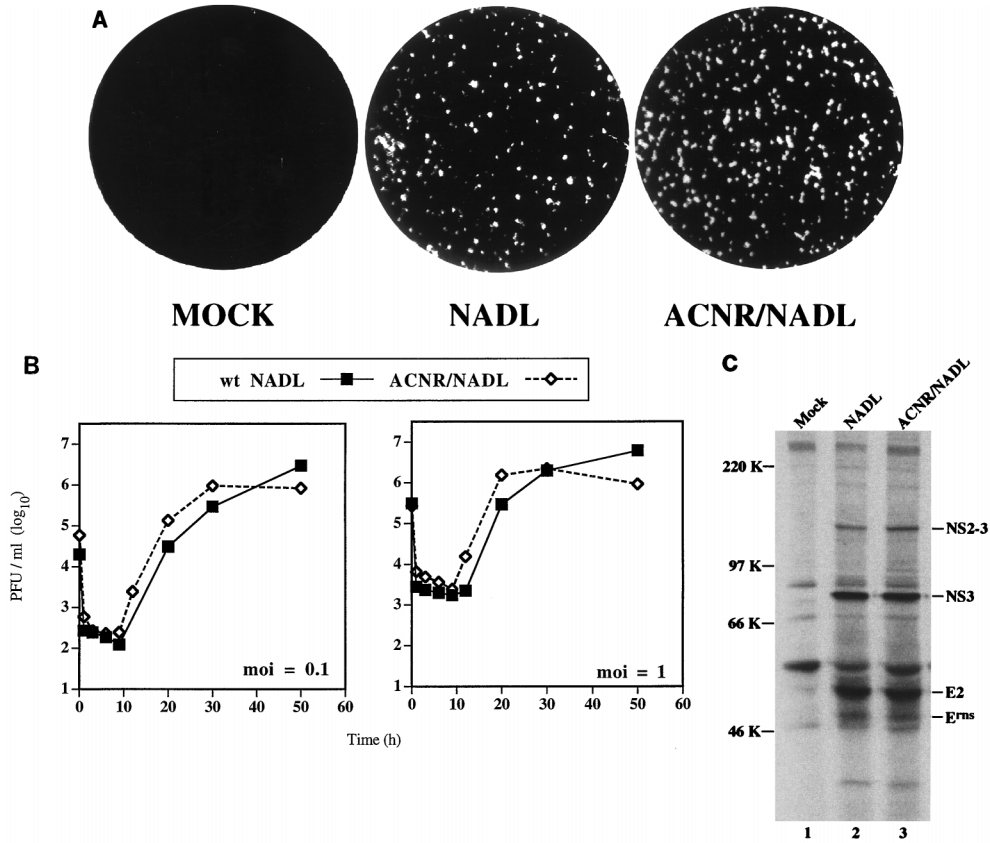 A
MOCK
NADL
ACNR/NADL
B
wt NADL
ACNR/NADL
PFU / ml (log10)
7
6
5
4
3
2
1
0
10
20
30
40
50
60
moi = 0.1
7
6
5
4
3
2
1
0
10
20
30
40
50
60
moi = 1
Time (h)
C
Mock
NADL
ACNR/NADL
220 K
97 K
66 K
46 K
NS2-3
NS3
E2
Erns
1
2
3